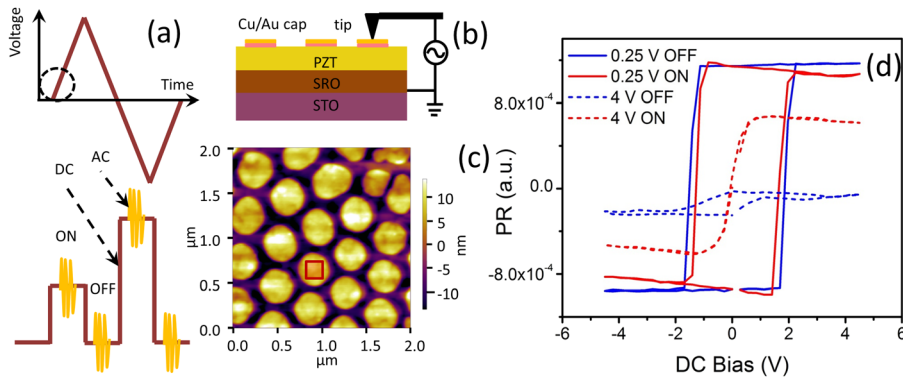 Voltage
(a)
Time
DC
AC
ON
OFF
Cu/Au cap
tip
(b)
PZT
SRO
STO
(c)
2.0
1.5
1.0
0.5
0.0
μm
0.0 0.5 1.0 1.5 2.0
μm
10
5
0
-5
-10
nm
(d)
0.25 V OFF
0.25 V ON
4 V OFF
4 V ON
8.0x10⁻⁴
0.0
-8.0x10⁻⁴
PR (a.u.)
-6 -4 -2 0 2 4 6
DC Bias (V)